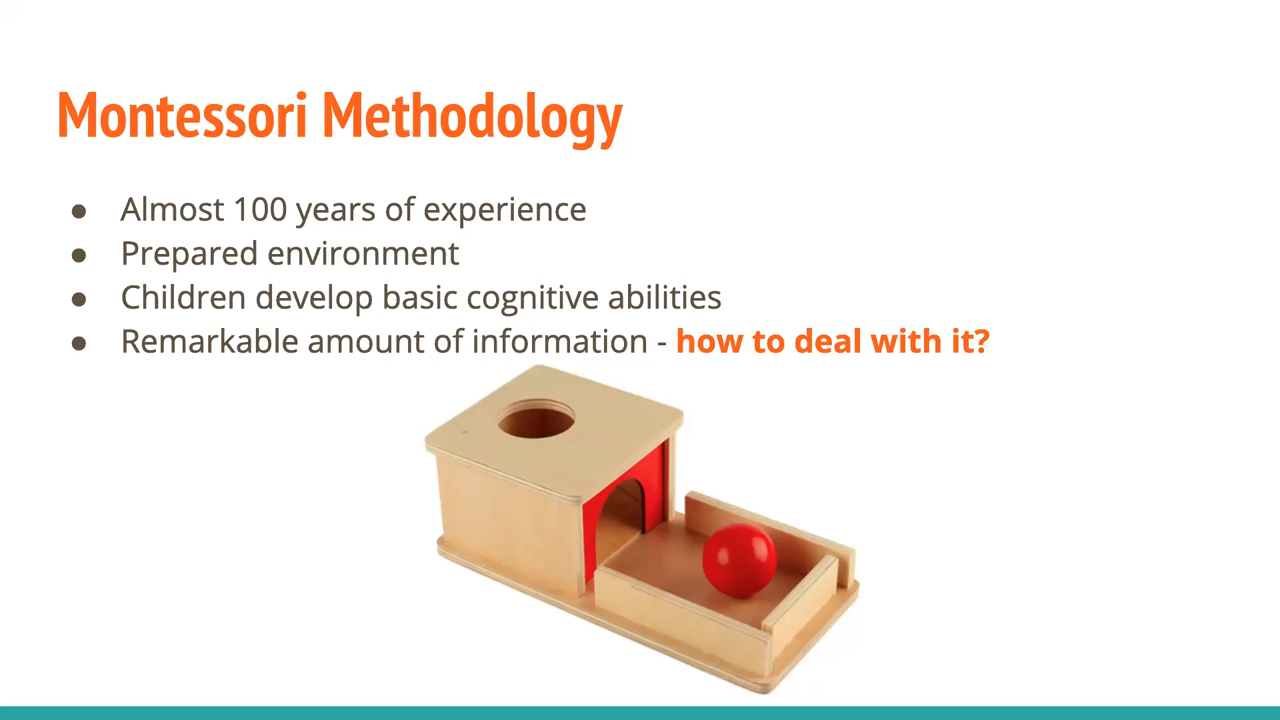 Montessori Methodology
● Almost 100 years of experience
● Prepared environment
● Children develop basic cognitive abilities
● Remarkable amount of information - how to deal with it?